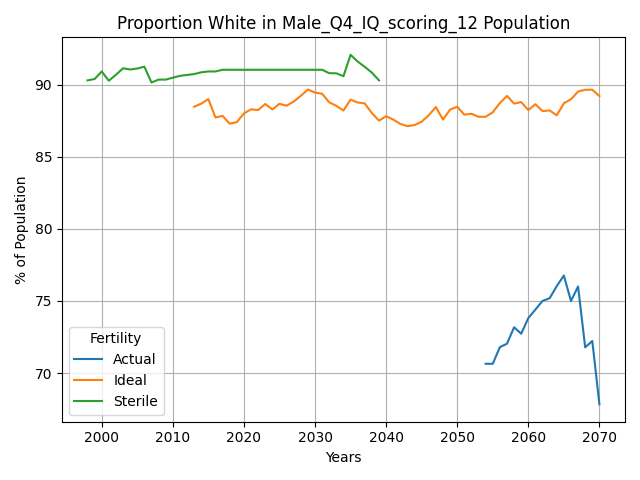 Proportion White in Male_Q4_IQ_scoring_12 Population
% of Population
90
85
80
75
70
Fertility
Actual
Ideal
Sterile
2000 2010 2020 2030 2040 2050 2060 2070
Years